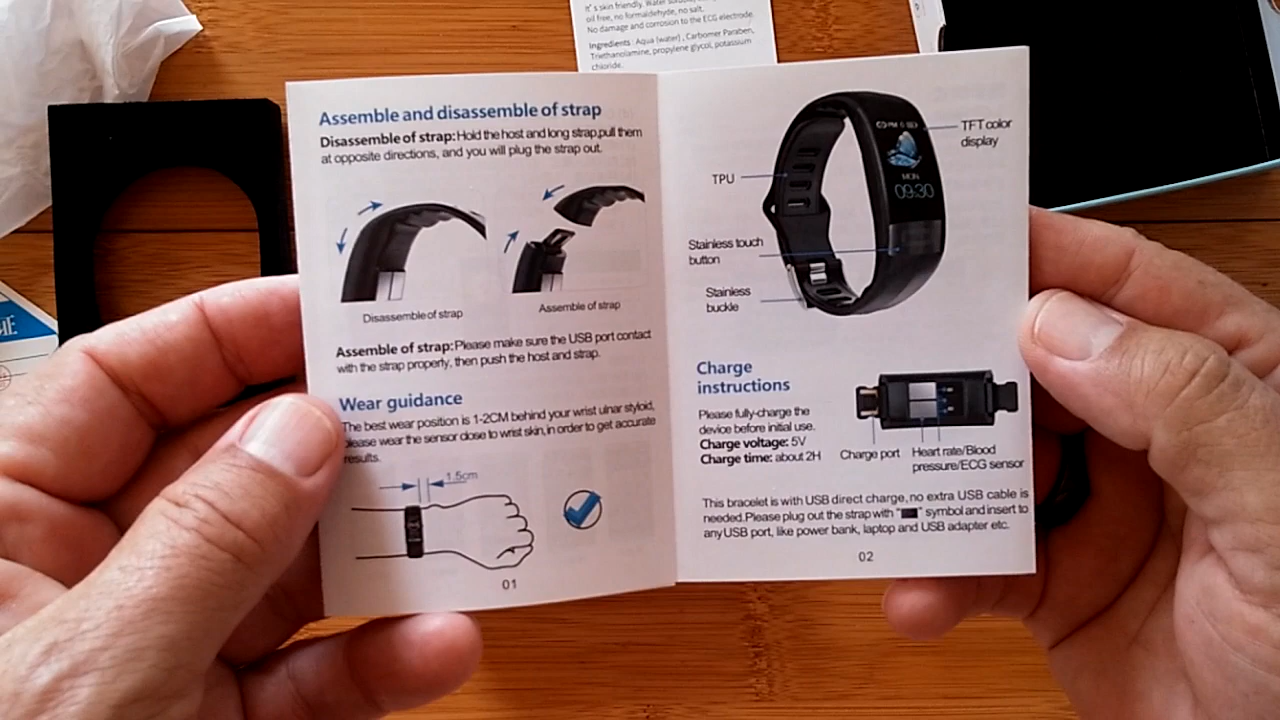 it's skin friendly. Water
oil free, no formaldehyde, no salt.
No damage and corrosion to the ECG electrode.
Ingredients : Aqua (water) , Carbomer Paraben,
Triethanolamine, propylene glycol, potassium
chloride.
Assemble and disassemble of strap
Disassemble of strap: Hold the host and long strap,pull them
at opposite directions, and you will plug the strap out.
Disassemble of strap
Assemble of strap
Assemble of strap: Please make sure the USB port contact
with the strap properly, then push the host and strap.
Wear guidance
The best wear position is 1-2CM behind your wrist ulnar styloid,
please wear the sensor close to wrist skin, in order to get accurate
results.
1.5cm
01
TFT color
display
TPU
MON
09:30
Stainless touch
button
Stainless
buckle
Charge
instructions
Please fully-charge the
device before initial use.
Charge voltage: 5V
Charge time: about 2H
Charge port
Heart rate/Blood
pressure/ECG sensor
This bracelet is with USB direct charge, no extra USB cable is
needed.Please plug out the strap with “ ” symbol and insert to
any USB port, like power bank, laptop and USB adapter etc.
02